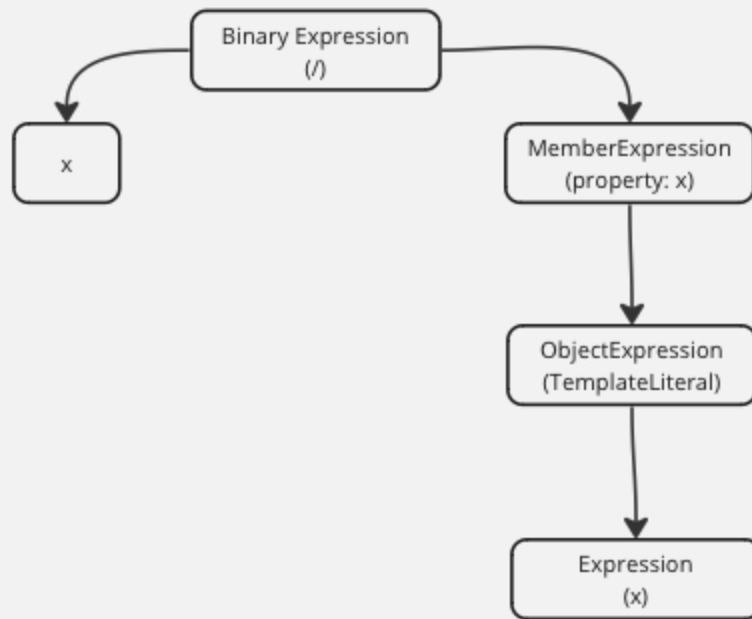 Binary Expression
(/)
x
MemberExpression
(property: x)
ObjectExpression
(TemplateLiteral)
Expression
(x)